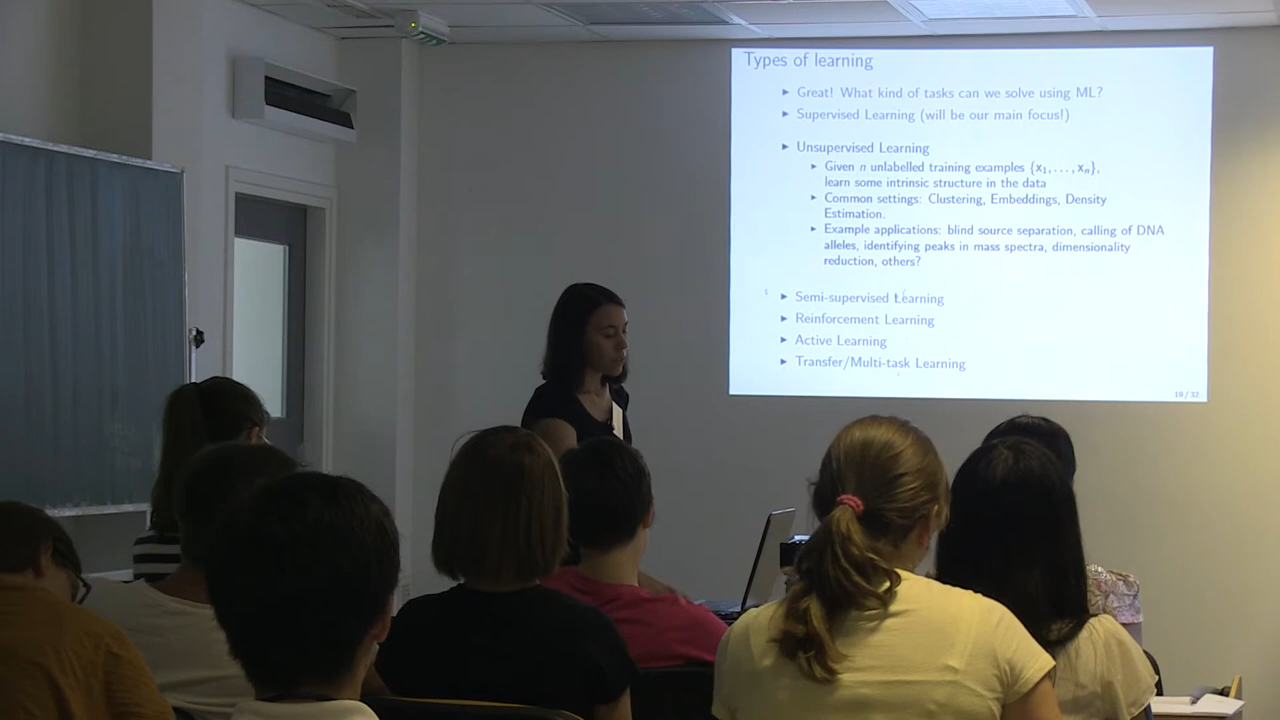 Types of learning
► Great! What kind of tasks can we solve using ML?
► Supervised Learning (will be our main focus!)
► Unsupervised Learning
► Given n unlabelled training examples {x₁, . . . , xₙ},
learn some intrinsic structure in the data
► Common settings: Clustering, Embeddings, Density
Estimation.
► Example applications: blind source separation, calling of DNA
alleles, identifying peaks in mass spectra, dimensionality
reduction, others?
► Semi-supervised Learning
► Reinforcement Learning
► Active Learning
► Transfer/Multi-task Learning
19 / 32